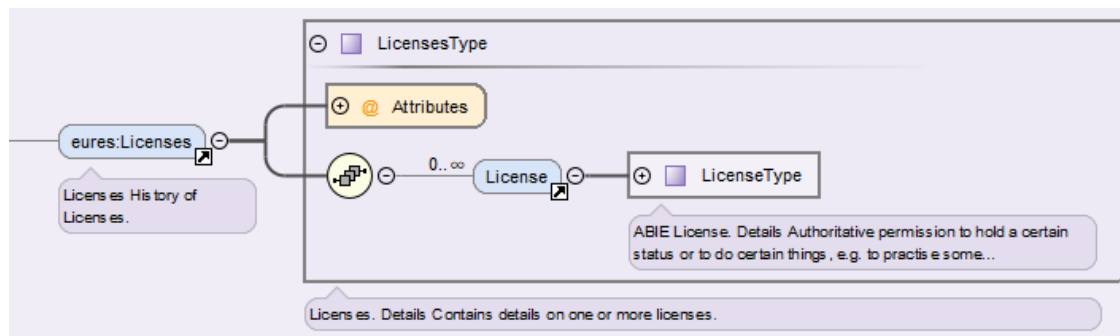 LicensesType
@ Attributes
eures:Licenses
0..∞
License
LicenseType
Licenses History of
Licenses.
ABIE License. Details Authoritative permission to hold a certain
status or to do certain things, e.g. to practise some...
Licenses. Details Contains details on one or more licenses.